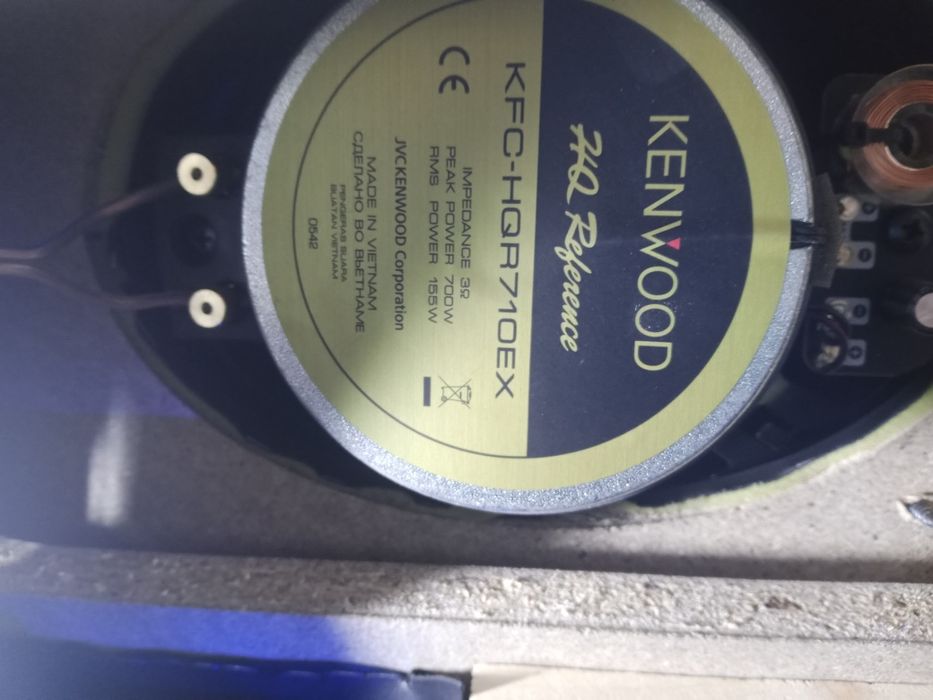 KENWOOD
HQ Reference
KFC-HQR710EX
IMPEDANCE 3Ω
PEAK POWER 700W
RMS POWER 155W
CE
JVCKENWOOD Corporation
MADE IN VIETNAM
СДЕЛАНО ВО ВЬЕТНАМЕ
PENGERAS SUARA
BUATAN VIETNAM
0542